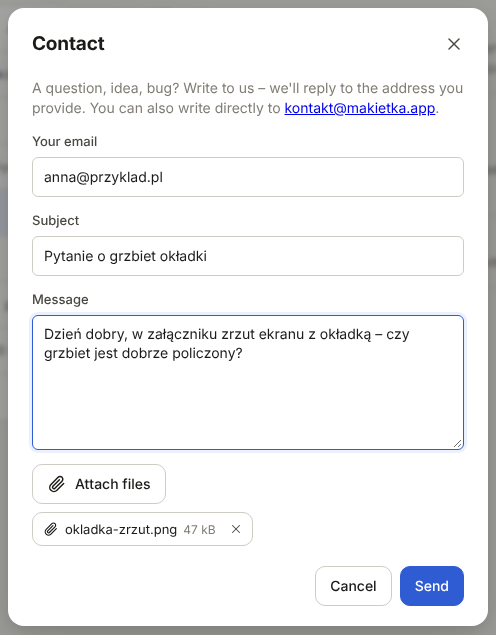 Contact
A question, idea, bug? Write to us – we'll reply to the address you
provide. You can also write directly to kontakt@makietka.app.
Your email
anna@przyklad.pl
Subject
Pytanie o grzbiet okładki
Message
Dzień dobry, w załączniku zrzut ekranu z okładką – czy
grzbiet jest dobrze policzony?
Attach files
okladka-zrzut.png 47 kB
Cancel Send